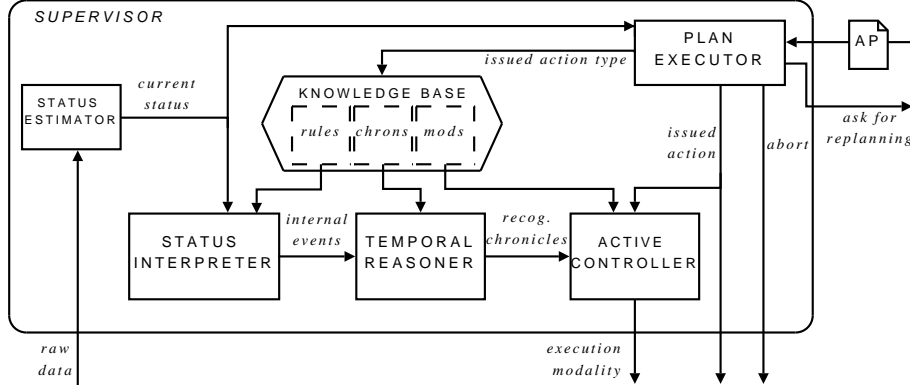 SUPERVISOR
PLAN
EXECUTOR
AP
issued action type
current
status
KNOWLEDGE BASE
STATUS
ESTIMATOR
rules
chrons
mods
issued
action
abort
ask for
replanning
internal
events
recog.
chronicles
STATUS
INTERPRETER
TEMPORAL
REASONER
ACTIVE
CONTROLLER
raw
data
execution
modality